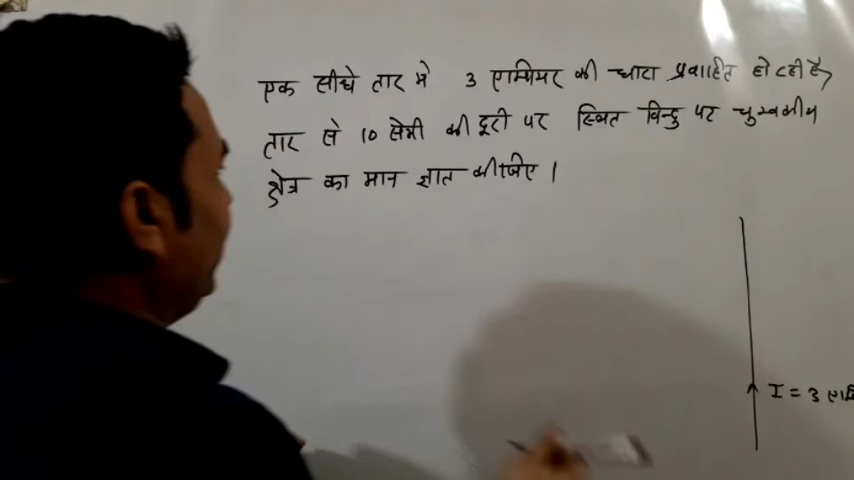 एक सीधे तार मे 3 एम्पियर की धारा प्रवाहित हो रही है,
तार से 10 सेमी की दूरी पर स्थित बिन्दु पर चुम्बकीय
क्षेत्र का मान ज्ञात कीजिए ।
I = 3 एम्पि